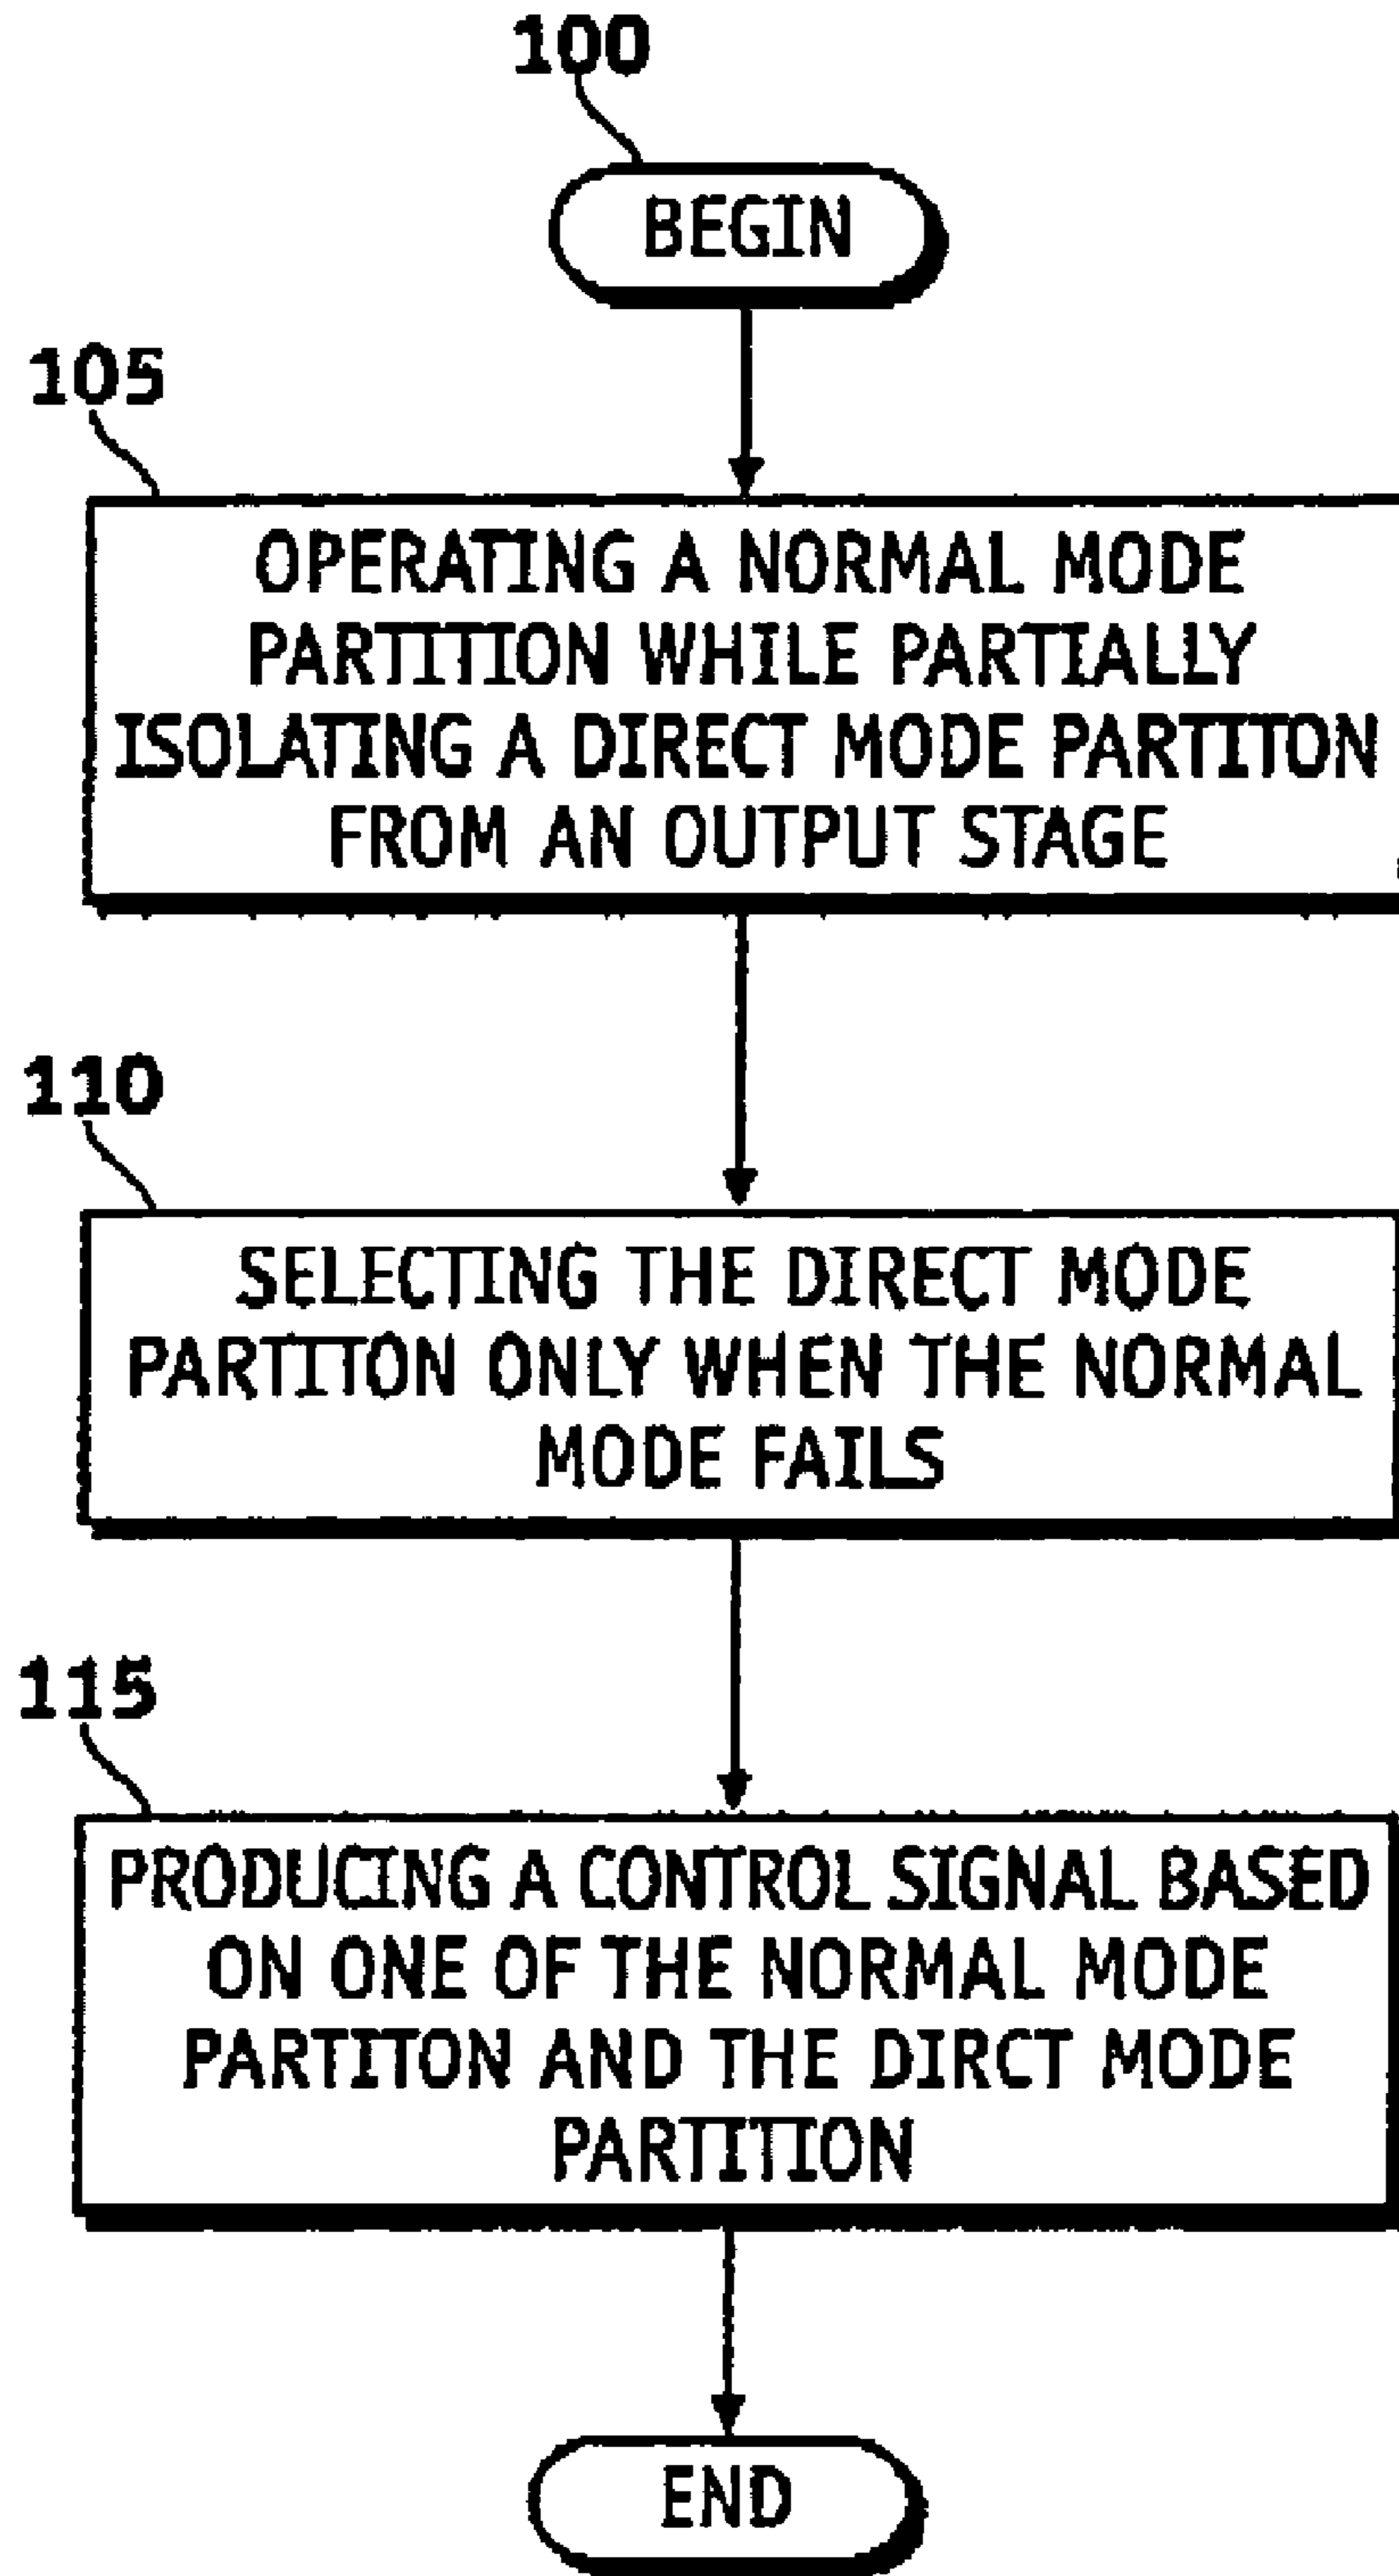 100
BEGIN
105
OPERATING A NORMAL MODE
PARTITION WHILE PARTIALLY
ISOLATING A DIRECT MODE PARTITON
FROM AN OUTPUT STAGE
110
SELECTING THE DIRECT MODE
PARTITON ONLY WHEN THE NORMAL
MODE FAILS
115
PRODUCING A CONTROL SIGNAL BASED
ON ONE OF THE NORMAL MODE
PARTITON AND THE DIRCT MODE
PARTITION
END